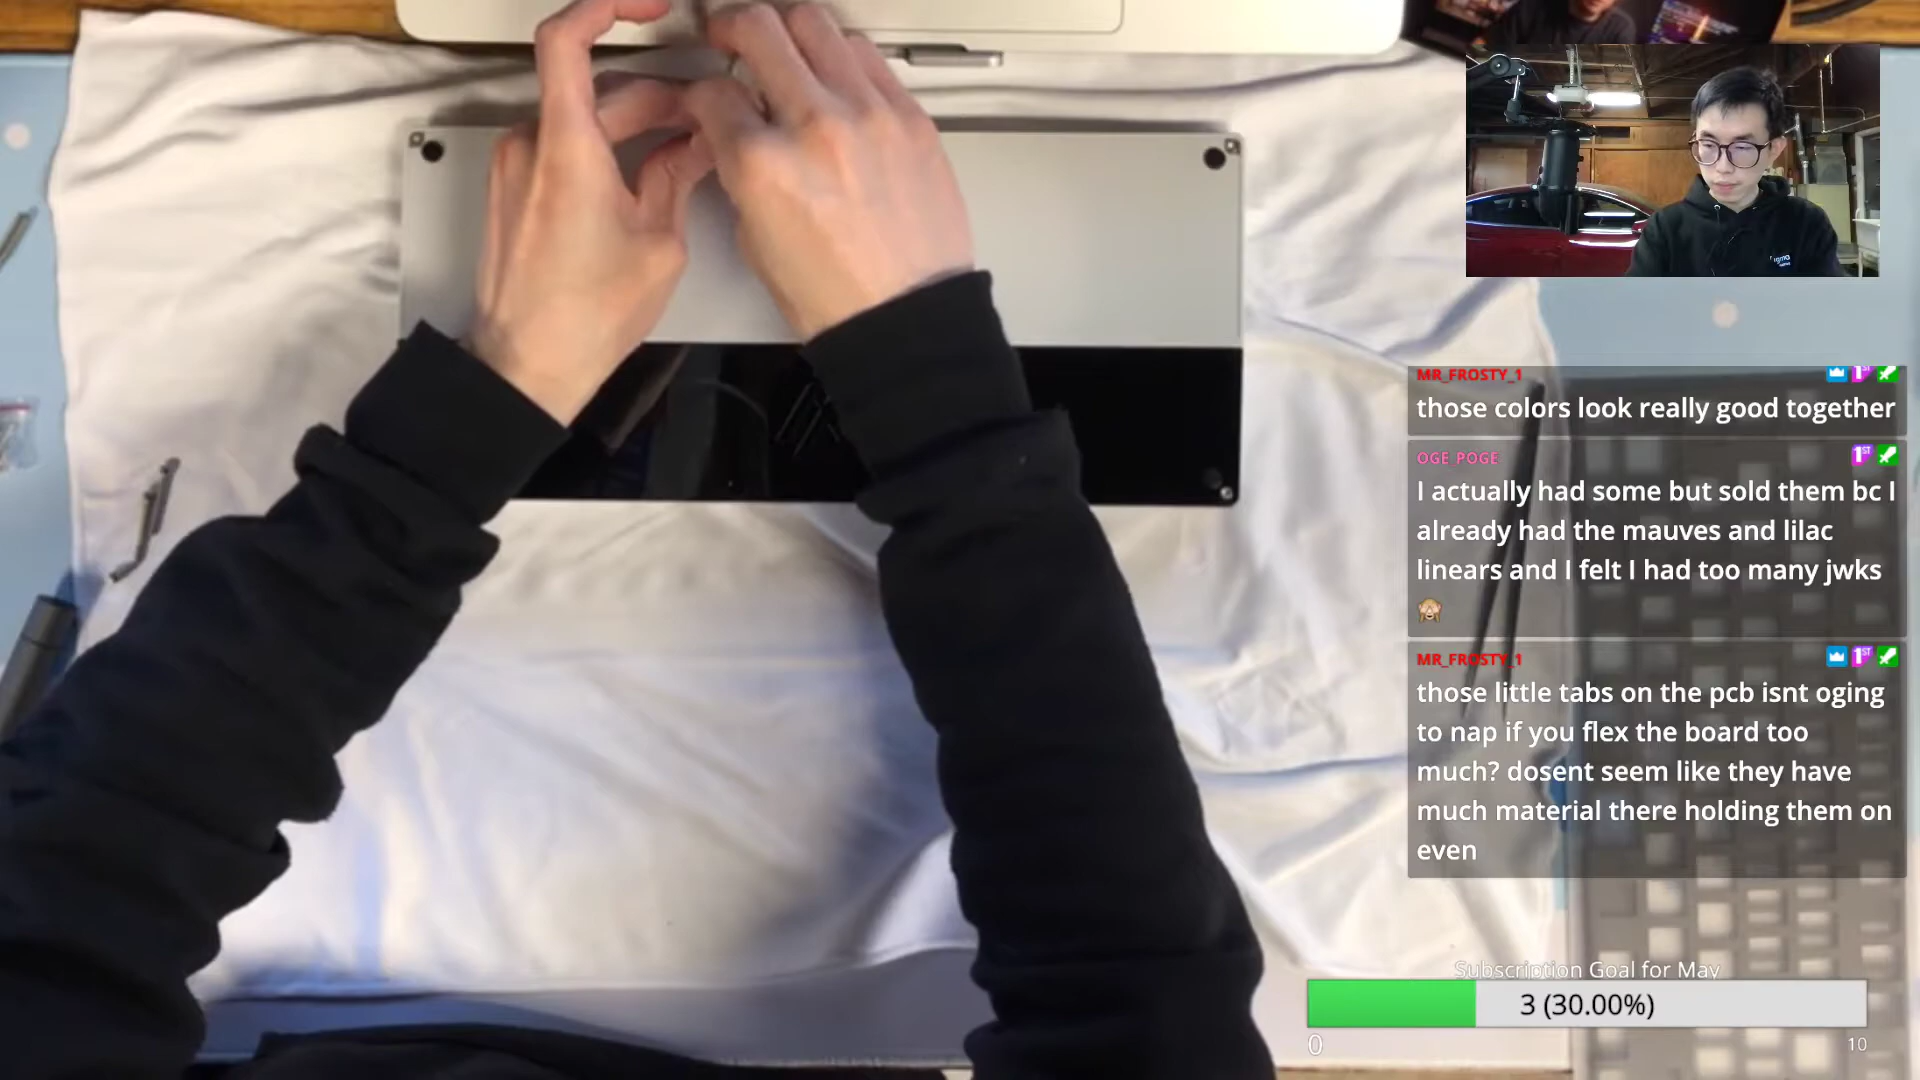 MR_FROSTY_1
those colors look really good together
OGE_POGE
I actually had some but sold them bc I
already had the mauves and lilac
linears and I felt I had too many jwks
🙈
MR_FROSTY_1
those little tabs on the pcb isnt oging
to nap if you flex the board too
much? dosent seem like they have
much material there holding them on
even
Subscription Goal for May
3 (30.00%)
0
10